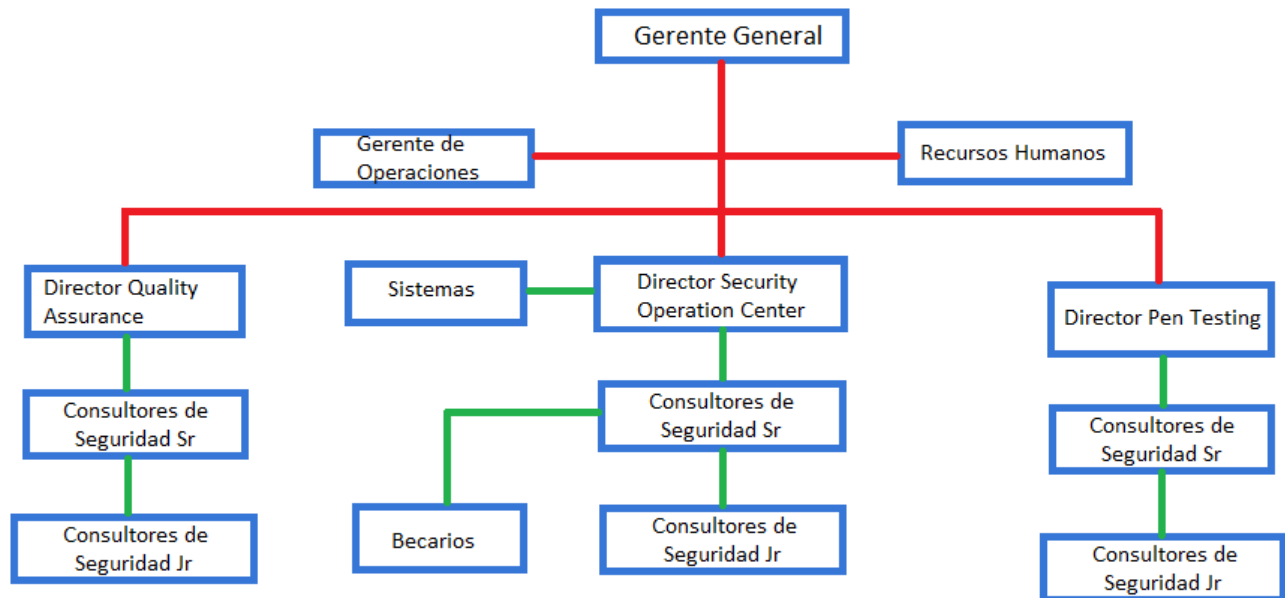 Gerente General
Gerente de
Operaciones
Recursos Humanos
Director Quality
Assurance
Sistemas
Director Security
Operation Center
Director Pen Testing
Consultores de
Seguridad Sr
Consultores de
Seguridad Sr
Consultores de
Seguridad Sr
Consultores de
Seguridad Jr
Becarios
Consultores de
Seguridad Jr
Consultores de
Seguridad Jr